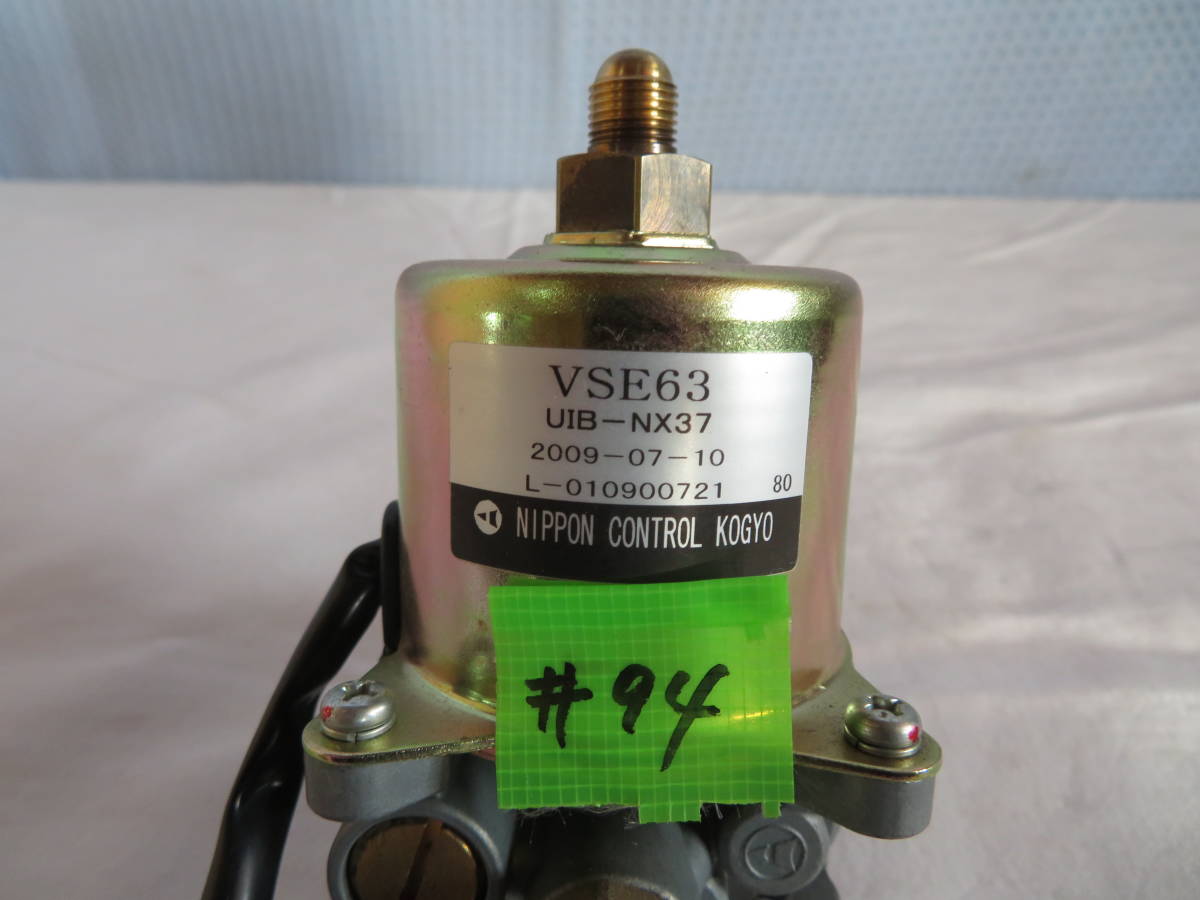 VSE63
UIB-NX37
2009-07-10
L-010900721 80
NIPPON CONTROL KOGYO
#94